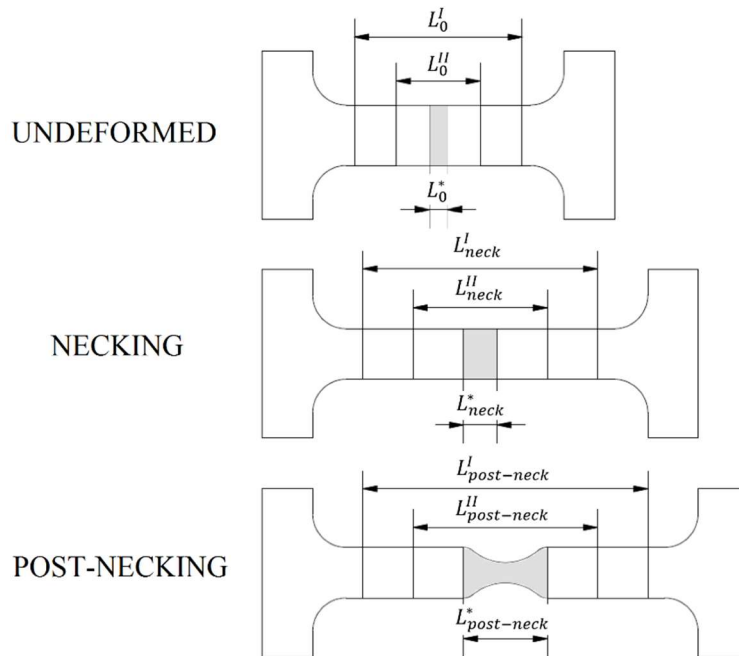 L_0^I
L_0^{II}
UNDEFORMED
L_0^*
L_{neck}^I
L_{neck}^{II}
NECKING
L_{neck}^*
L_{post-neck}^I
L_{post-neck}^{II}
POST-NECKING
L_{post-neck}^*